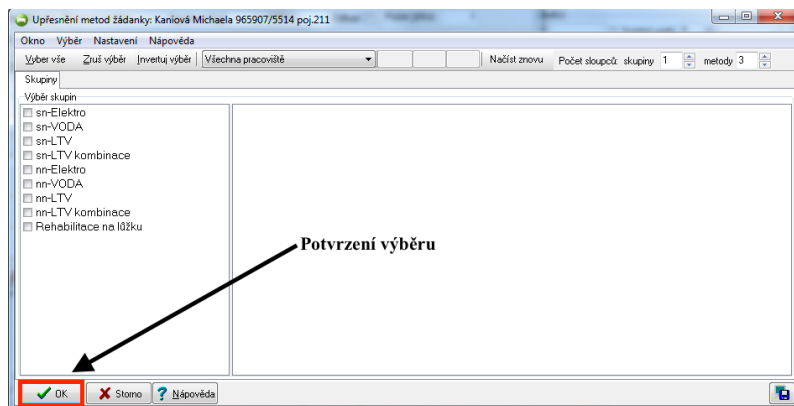 Upřesnění metod žádanky: Kaniová Michaela 965907/5514 poj.211
Okno Výběr Nastavení Nápověda
Vyber vše Zruš výběr Invertuj výběr Všechna pracoviště Načíst znovu Počet sloupců: skupiny 1 metody 3
Skupiny
Výběr skupin
sn-Elektro
sn-VODA
sn-LTV
sn-LTV kombinace
nn-Elektro
nn-VODA
nn-LTV
nn-LTV kombinace
Rehabilitace na lůžku
Potvrzení výběru
OK Storno Nápověda